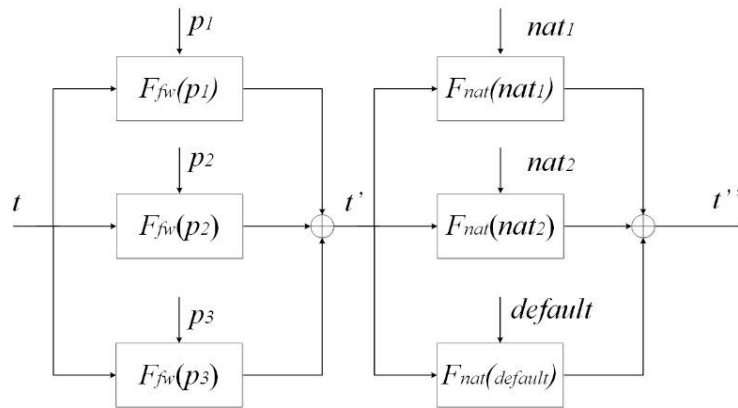 p1 nat1
Ffw(p1) Fnat(nat1)
p2 nat2
t t' t''
Ffw(p2) Fnat(nat2)
p3 default
Ffw(p3) Fnat(default)